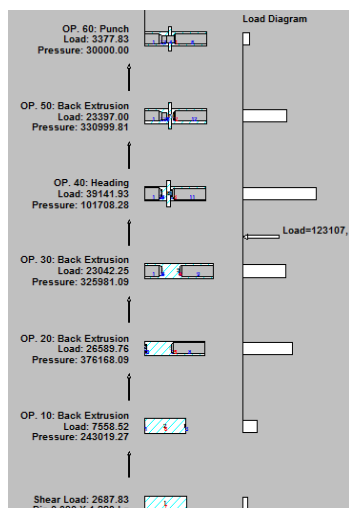 Load Diagram
OP. 60: Punch
Load: 3377.83
Pressure: 30000.00
OP. 50: Back Extrusion
Load: 23397.00
Pressure: 330999.81
OP. 40: Heading
Load: 39141.93
Pressure: 101708.28
Load=123107,
OP. 30: Back Extrusion
Load: 23042.25
Pressure: 325981.09
OP. 20: Back Extrusion
Load: 26589.76
Pressure: 376168.09
OP. 10: Back Extrusion
Load: 7558.52
Pressure: 243019.27
Shear Load: 2687.83